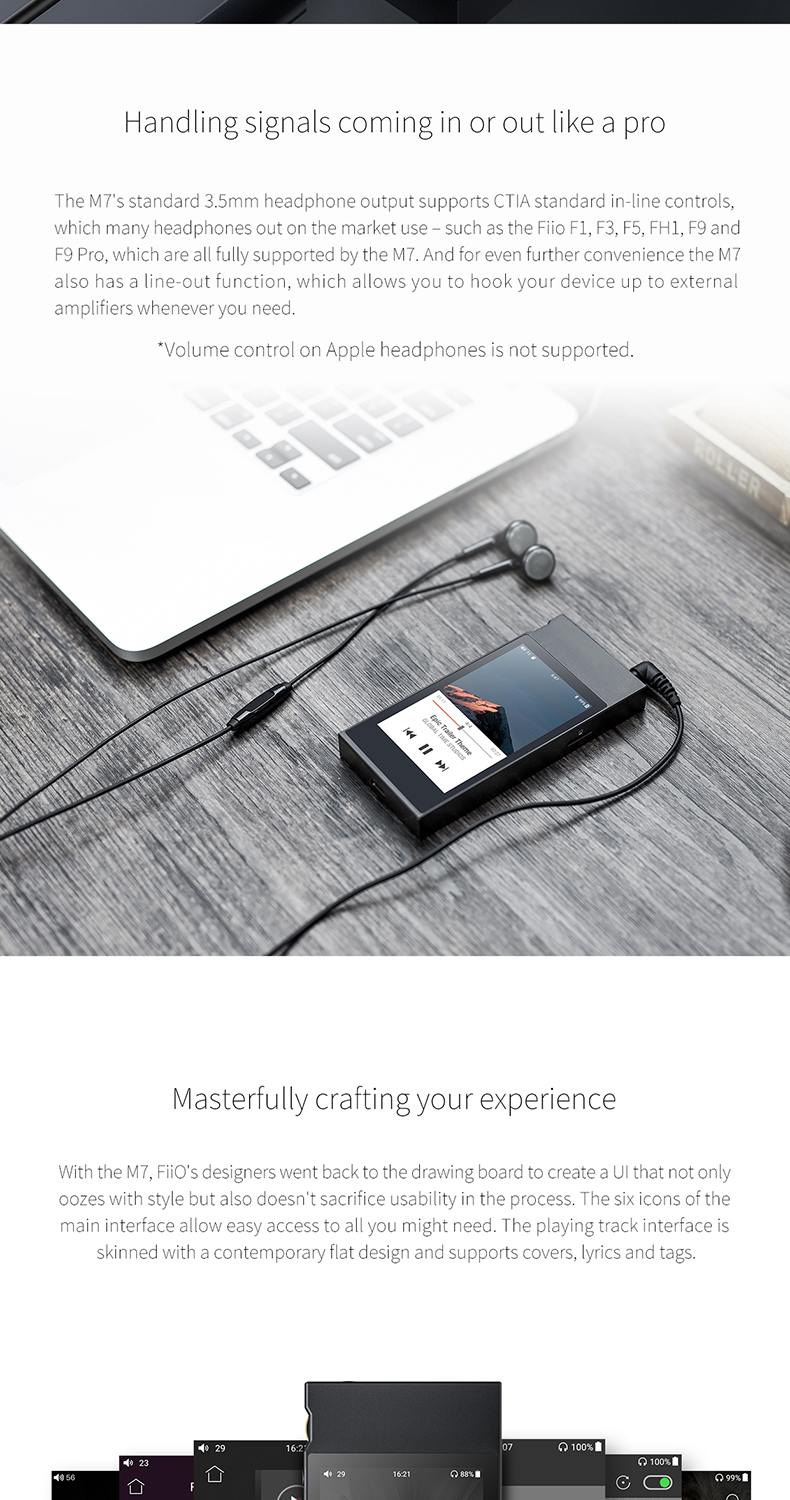 Handling signals coming in or out like a pro
The M7's standard 3.5mm headphone output supports CTIA standard in-line controls,
which many headphones out on the market use – such as the Fiio F1, F3, F5, FH1, F9 and
F9 Pro, which are all fully supported by the M7. And for even further convenience the M7
also has a line-out function, which allows you to hook your device up to external
amplifiers whenever you need.
*Volume control on Apple headphones is not supported.
ROLLER
Epic Trailer Theme
GLOBAL TIME STUDIOS
Masterfully crafting your experience
With the M7, FiiO's designers went back to the drawing board to create a UI that not only
oozes with style but also doesn't sacrifice usability in the process. The six icons of the
main interface allow easy access to all you might need. The playing track interface is
skinned with a contemporary flat design and supports covers, lyrics and tags.
29 16:2 07 100%
23 100%
56 29 16:21 88% 99%